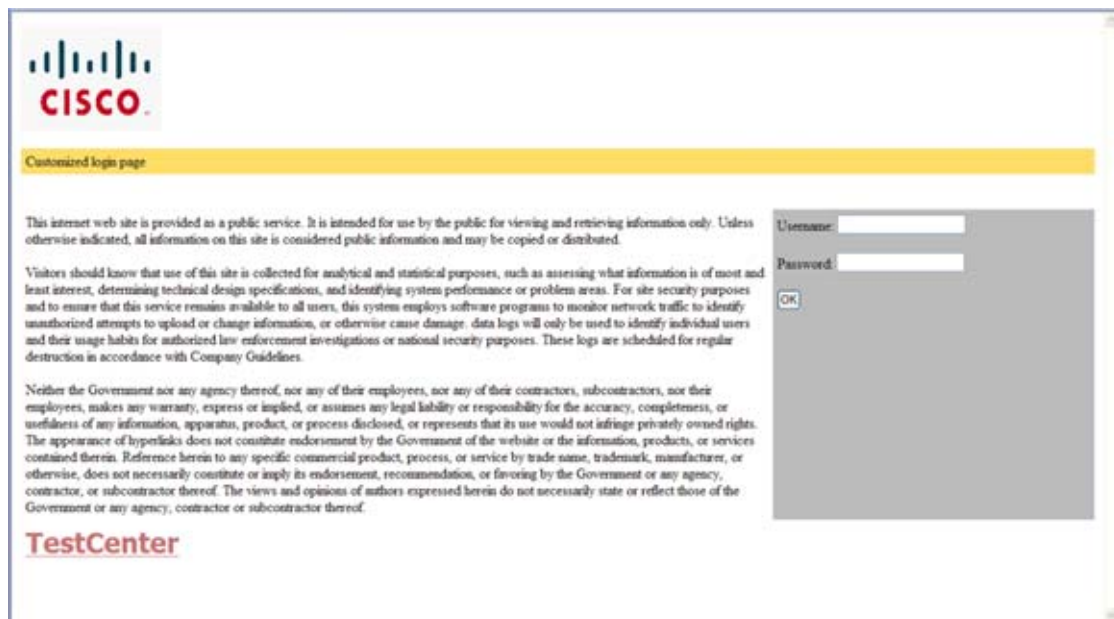 CISCO.
Customized login page
This internet web site is provided as a public service. It is intended for use by the public for viewing and retrieving information only. Unless
otherwise indicated, all information on this site is considered public information and may be copied or distributed.
Visitors should know that use of this site is collected for analytical and statistical purposes, such as assessing what information is of most and
least interest, determining technical design specifications, and identifying system performance or problem areas. For site security purposes
and to ensure that this service remains available to all users, this system employs software programs to monitor network traffic to identify
unauthorized attempts to upload or change information, or otherwise cause damage. data logs will only be used to identify individual users
and their usage habits for authorized law enforcement investigations or national security purposes. These logs are scheduled for regular
destruction in accordance with Company Guidelines.
Neither the Government nor any agency thereof, nor any of their employees, nor any of their contractors, subcontractors, nor their
employees, makes any warranty, express or implied, or assumes any legal liability or responsibility for the accuracy, completeness, or
usefulness of any information, apparatus, product, or process disclosed, or represents that its use would not infringe privately owned rights.
The appearance of hyperlinks does not constitute endorsement by the Government of the website or the information, products, or services
contained therein. Reference herein to any specific commercial product, process, or service by trade name, trademark, manufacturer, or
otherwise, does not necessarily constitute or imply its endorsement, recommendation, or favoring by the Government or any agency,
contractor, or subcontractor thereof. The views and opinions of authors expressed herein do not necessarily state or reflect those of the
Government or any agency, contractor or subcontractor thereof.
Username:
Password:
OK
TestCenter